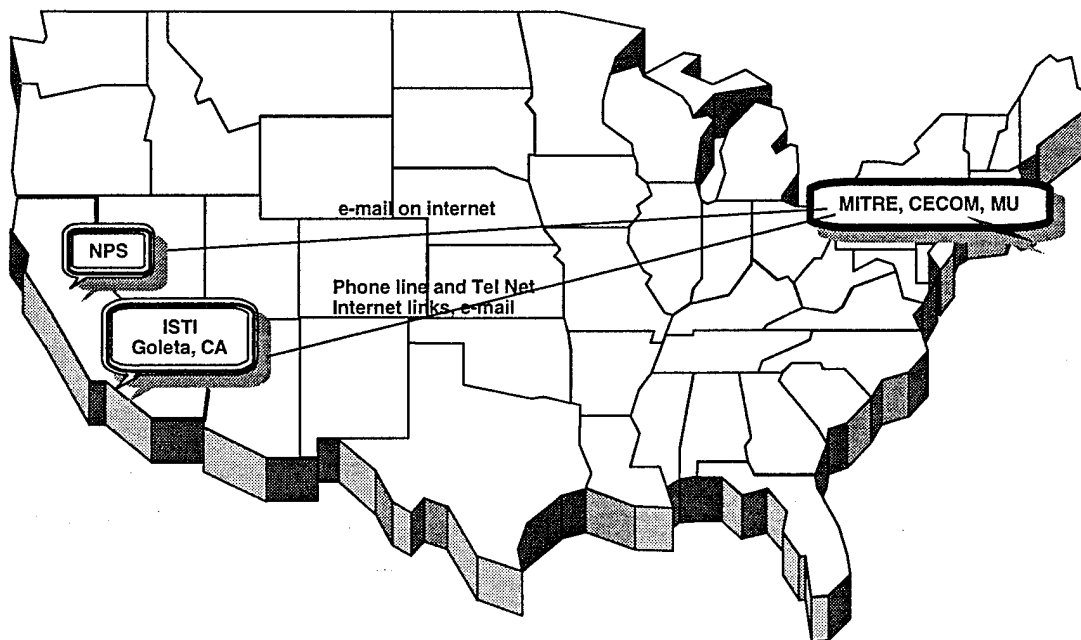 e-mail on internet
MITRE, CECOM, MU
NPS
Phone line and Tel Net
Internet links, e-mail
ISTI
Goleta, CA